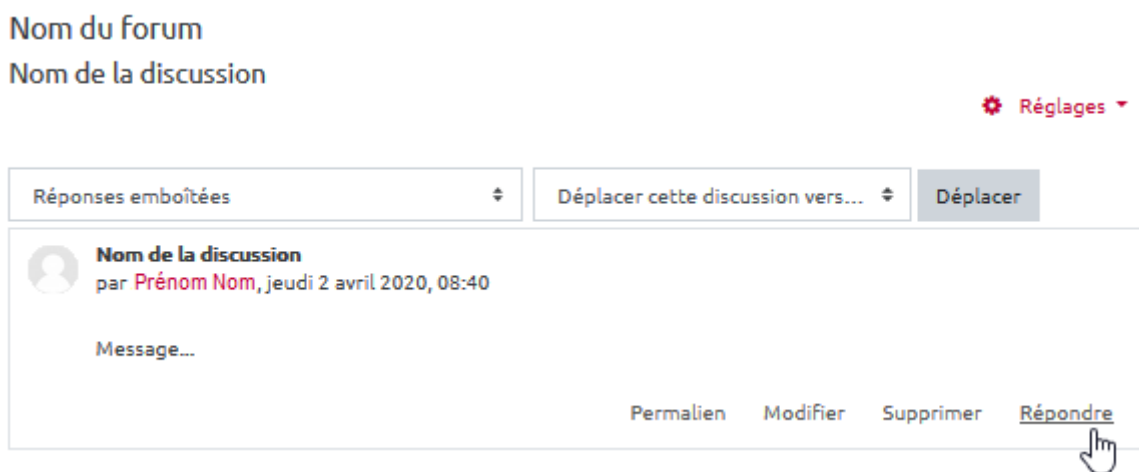 Nom du forum
Nom de la discussion
Réglages
Réponses emboîtées
Déplacer cette discussion vers...
Déplacer
Nom de la discussion
par Prénom Nom, jeudi 2 avril 2020, 08:40
Message...
Permalien Modifier Supprimer Répondre